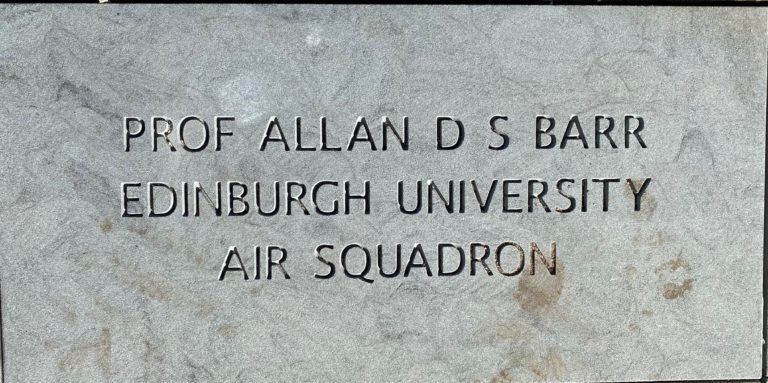 PROF ALLAN D S BARR
EDINBURGH UNIVERSITY
AIR SQUADRON